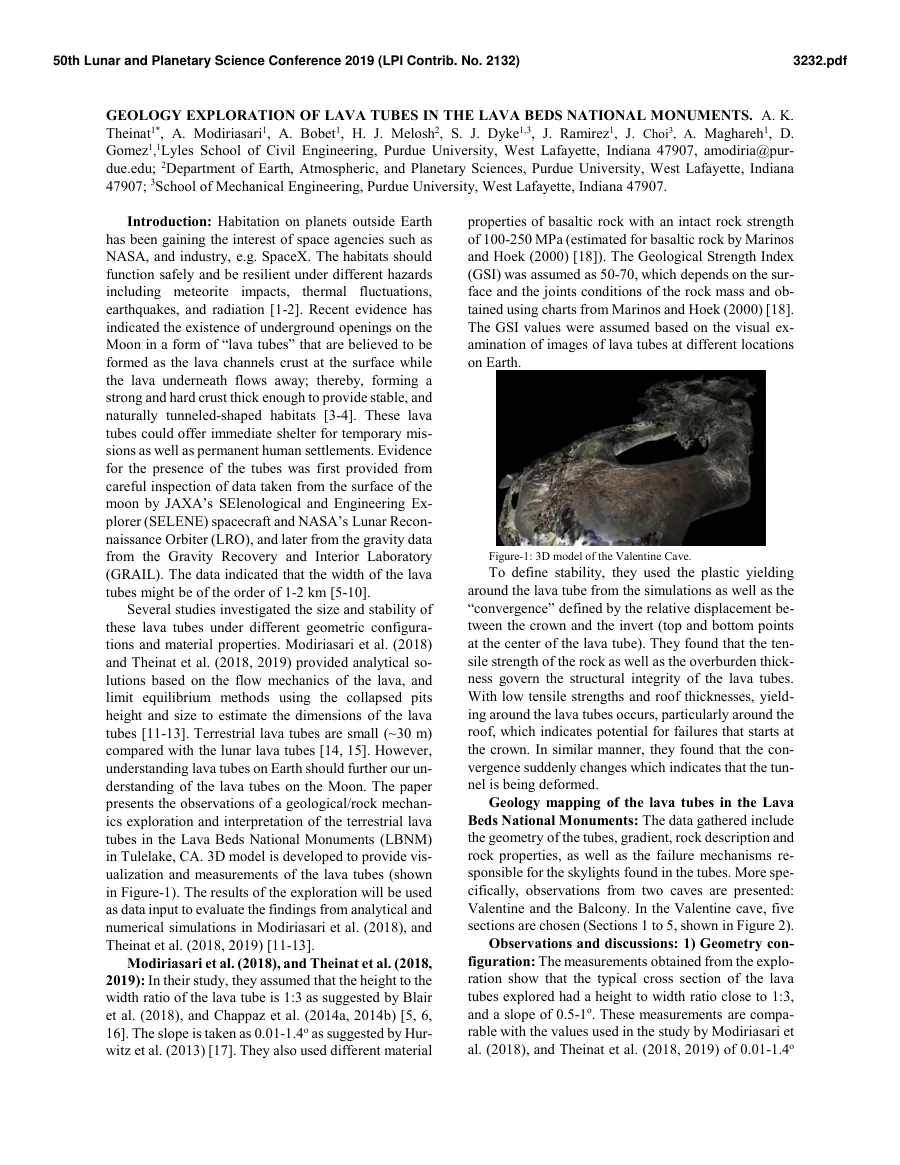 50th Lunar and Planetary Science Conference 2019 (LPI Contrib. No. 2132)
3232.pdf
GEOLOGY EXPLORATION OF LAVA TUBES IN THE LAVA BEDS NATIONAL MONUMENTS. A. K.
Theinat1*, A. Modiriasari1, A. Bobet1, H. J. Melosh2, S. J. Dyke1,3, J. Ramirez1, J. Choi3, A. Maghareh1, D.
Gomez1,1Lyles School of Civil Engineering, Purdue University, West Lafayette, Indiana 47907, amodiria@pur-
due.edu; 2Department of Earth, Atmospheric, and Planetary Sciences, Purdue University, West Lafayette, Indiana
47907; 3School of Mechanical Engineering, Purdue University, West Lafayette, Indiana 47907.
Introduction: Habitation on planets outside Earth
has been gaining the interest of space agencies such as
NASA, and industry, e.g. SpaceX. The habitats should
function safely and be resilient under different hazards
including meteorite impacts, thermal fluctuations,
earthquakes, and radiation [1-2]. Recent evidence has
indicated the existence of underground openings on the
Moon in a form of “lava tubes” that are believed to be
formed as the lava channels crust at the surface while
the lava underneath flows away; thereby, forming a
strong and hard crust thick enough to provide stable, and
naturally tunneled-shaped habitats [3-4]. These lava
tubes could offer immediate shelter for temporary mis-
sions as well as permanent human settlements. Evidence
for the presence of the tubes was first provided from
careful inspection of data taken from the surface of the
moon by JAXA’s SElenological and Engineering Ex-
plorer (SELENE) spacecraft and NASA’s Lunar Recon-
naissance Orbiter (LRO), and later from the gravity data
from the Gravity Recovery and Interior Laboratory
(GRAIL). The data indicated that the width of the lava
tubes might be of the order of 1-2 km [5-10].
Several studies investigated the size and stability of
these lava tubes under different geometric configura-
tions and material properties. Modiriasari et al. (2018)
and Theinat et al. (2018, 2019) provided analytical so-
lutions based on the flow mechanics of the lava, and
limit equilibrium methods using the collapsed pits
height and size to estimate the dimensions of the lava
tubes [11-13]. Terrestrial lava tubes are small (~30 m)
compared with the lunar lava tubes [14, 15]. However,
understanding lava tubes on Earth should further our un-
derstanding of the lava tubes on the Moon. The paper
presents the observations of a geological/rock mechan-
ics exploration and interpretation of the terrestrial lava
tubes in the Lava Beds National Monuments (LBNM)
in Tulelake, CA. 3D model is developed to provide vis-
ualization and measurements of the lava tubes (shown
in Figure-1). The results of the exploration will be used
as data input to evaluate the findings from analytical and
numerical simulations in Modiriasari et al. (2018), and
Theinat et al. (2018, 2019) [11-13].
Modiriasari et al. (2018), and Theinat et al. (2018,
2019): In their study, they assumed that the height to the
width ratio of the lava tube is 1:3 as suggested by Blair
et al. (2018), and Chappaz et al. (2014a, 2014b) [5, 6,
16]. The slope is taken as 0.01-1.4o as suggested by Hur-
witz et al. (2013) [17]. They also used different material
properties of basaltic rock with an intact rock strength
of 100-250 MPa (estimated for basaltic rock by Marinos
and Hoek (2000) [18]). The Geological Strength Index
(GSI) was assumed as 50-70, which depends on the sur-
face and the joints conditions of the rock mass and ob-
tained using charts from Marinos and Hoek (2000) [18].
The GSI values were assumed based on the visual ex-
amination of images of lava tubes at different locations
on Earth.
Figure-1: 3D model of the Valentine Cave.
To define stability, they used the plastic yielding
around the lava tube from the simulations as well as the
“convergence” defined by the relative displacement be-
tween the crown and the invert (top and bottom points
at the center of the lava tube). They found that the ten-
sile strength of the rock as well as the overburden thick-
ness govern the structural integrity of the lava tubes.
With low tensile strengths and roof thicknesses, yield-
ing around the lava tubes occurs, particularly around the
roof, which indicates potential for failures that starts at
the crown. In similar manner, they found that the con-
vergence suddenly changes which indicates that the tun-
nel is being deformed.
Geology mapping of the lava tubes in the Lava
Beds National Monuments: The data gathered include
the geometry of the tubes, gradient, rock description and
rock properties, as well as the failure mechanisms re-
sponsible for the skylights found in the tubes. More spe-
cifically, observations from two caves are presented:
Valentine and the Balcony. In the Valentine cave, five
sections are chosen (Sections 1 to 5, shown in Figure 2).
Observations and discussions: 1) Geometry con-
figuration: The measurements obtained from the explo-
ration show that the typical cross section of the lava
tubes explored had a height to width ratio close to 1:3,
and a slope of 0.5-1o. These measurements are compa-
rable with the values used in the study by Modiriasari et
al. (2018), and Theinat et al. (2018, 2019) of 0.01-1.4o